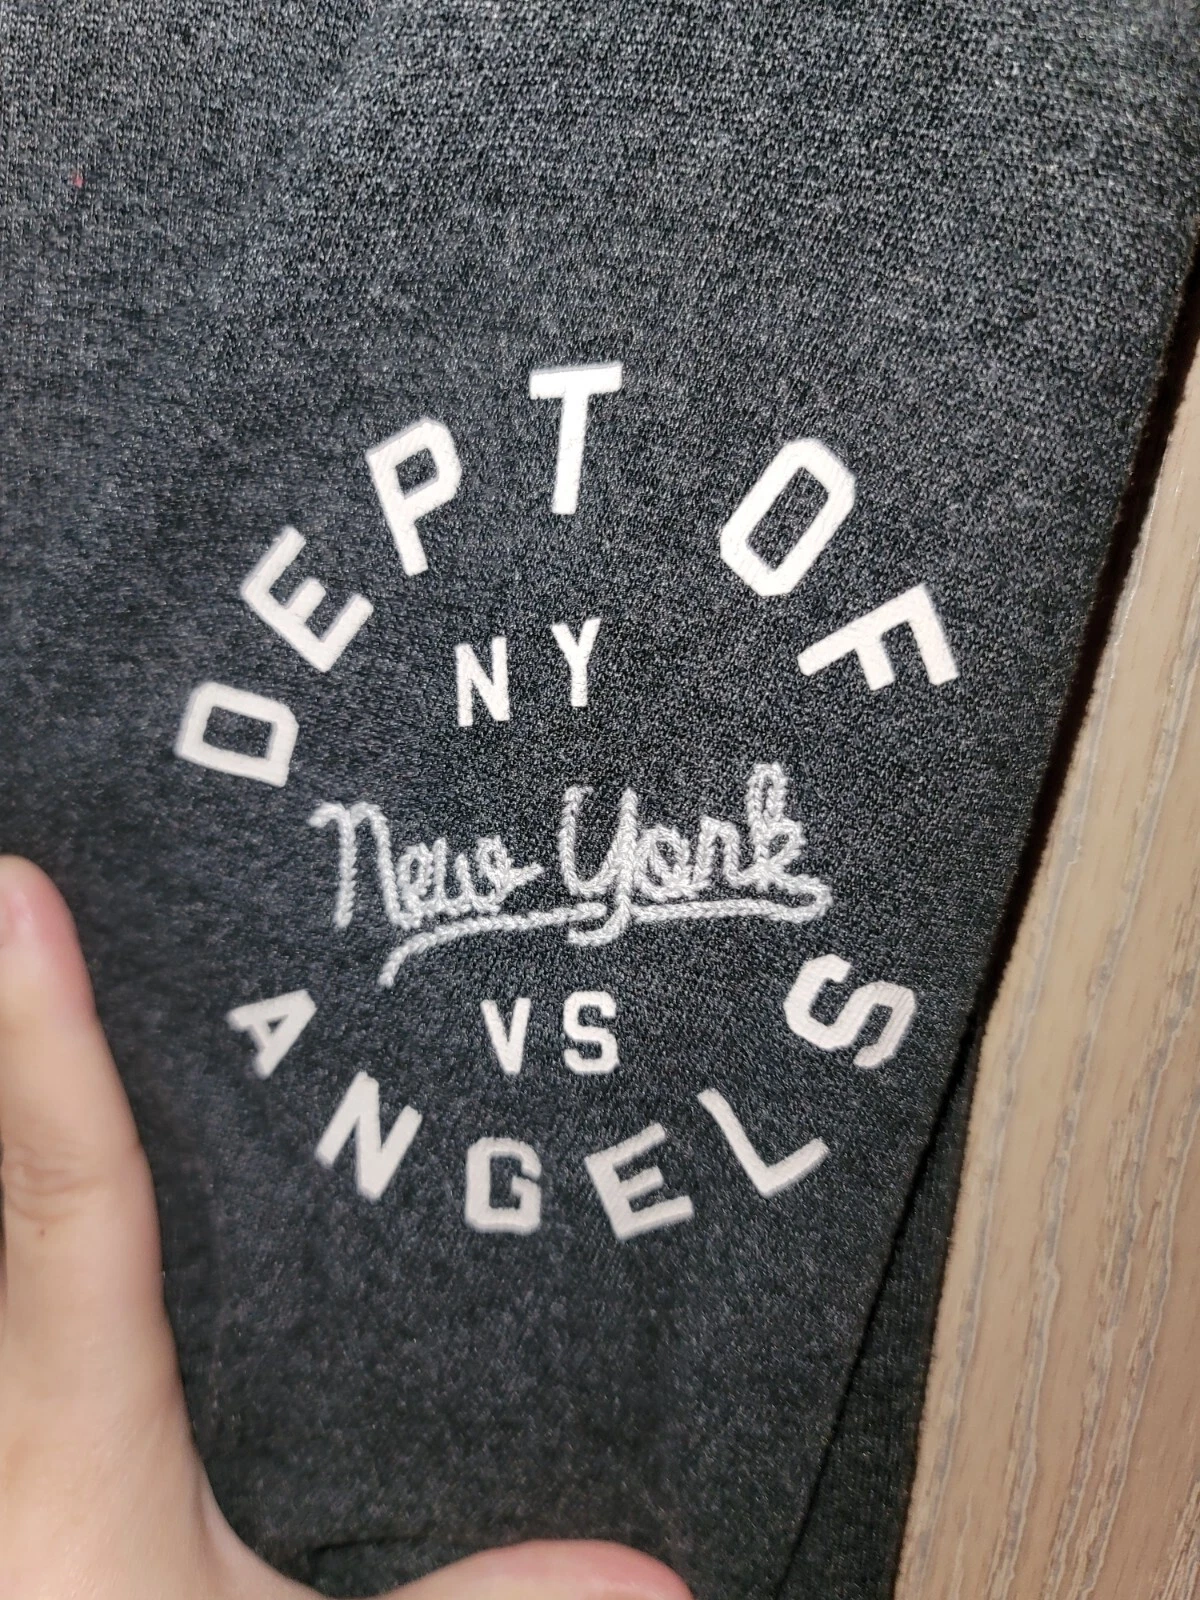 DEPT OF
NY
New York
VS
ANGELS